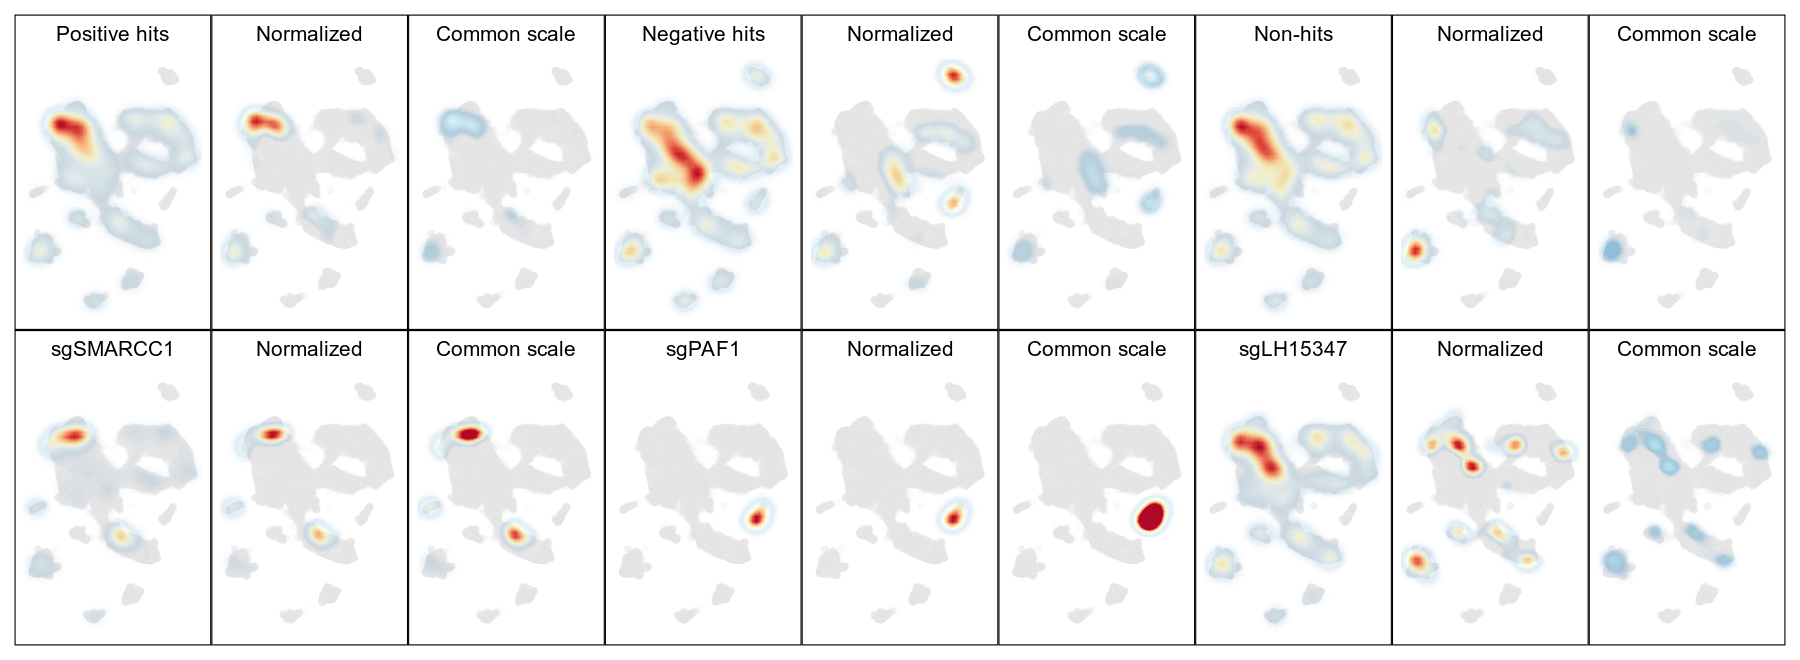 Positive hits Normalized Common scale Negative hits Normalized Common scale Non-hits Normalized Common scale
sgSMARCC1 Normalized Common scale sgPAF1 Normalized Common scale sgLH15347 Normalized Common scale